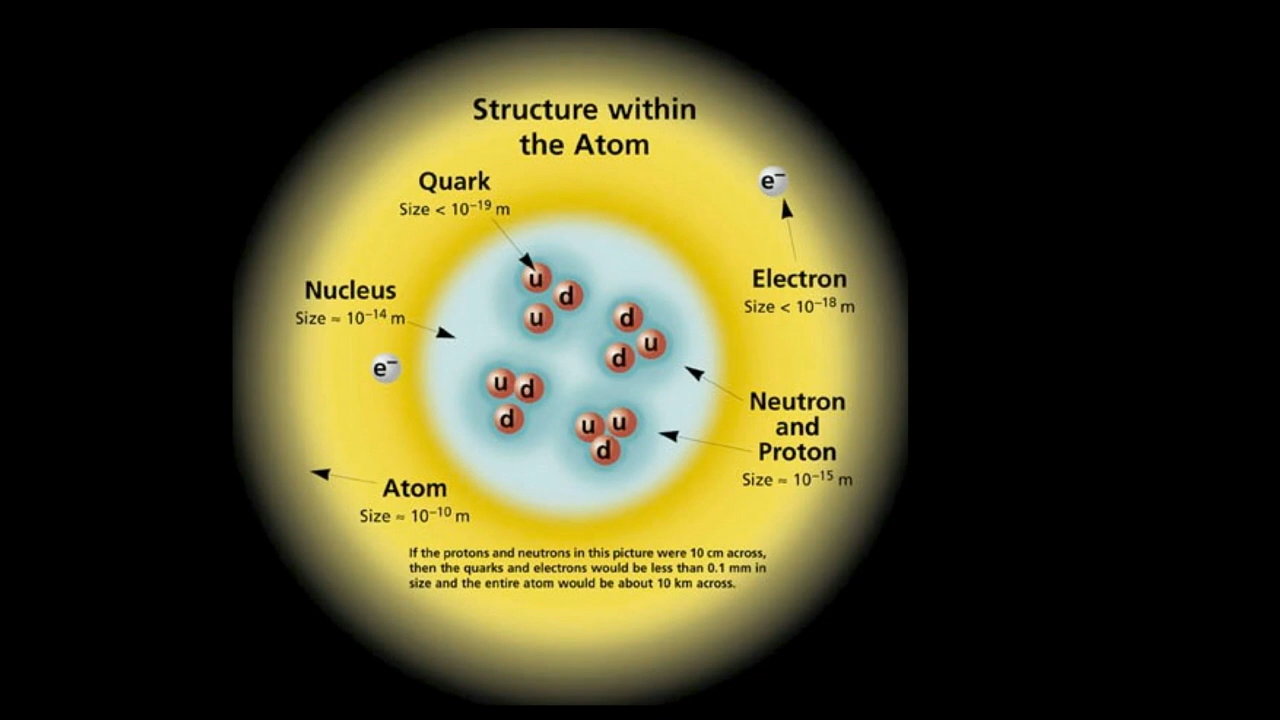 Structure within
the Atom
Quark
Size < 10⁻¹⁹ m
e⁻
Nucleus
Size ≈ 10⁻¹⁴ m
Electron
Size < 10⁻¹⁸ m
u
d
u
d
u
d
e⁻
u d
d
u u
d
Neutron
and
Proton
Size ≈ 10⁻¹⁵ m
Atom
Size ≈ 10⁻¹⁰ m
If the protons and neutrons in this picture were 10 cm across,
then the quarks and electrons would be less than 0.1 mm in
size and the entire atom would be about 10 km across.